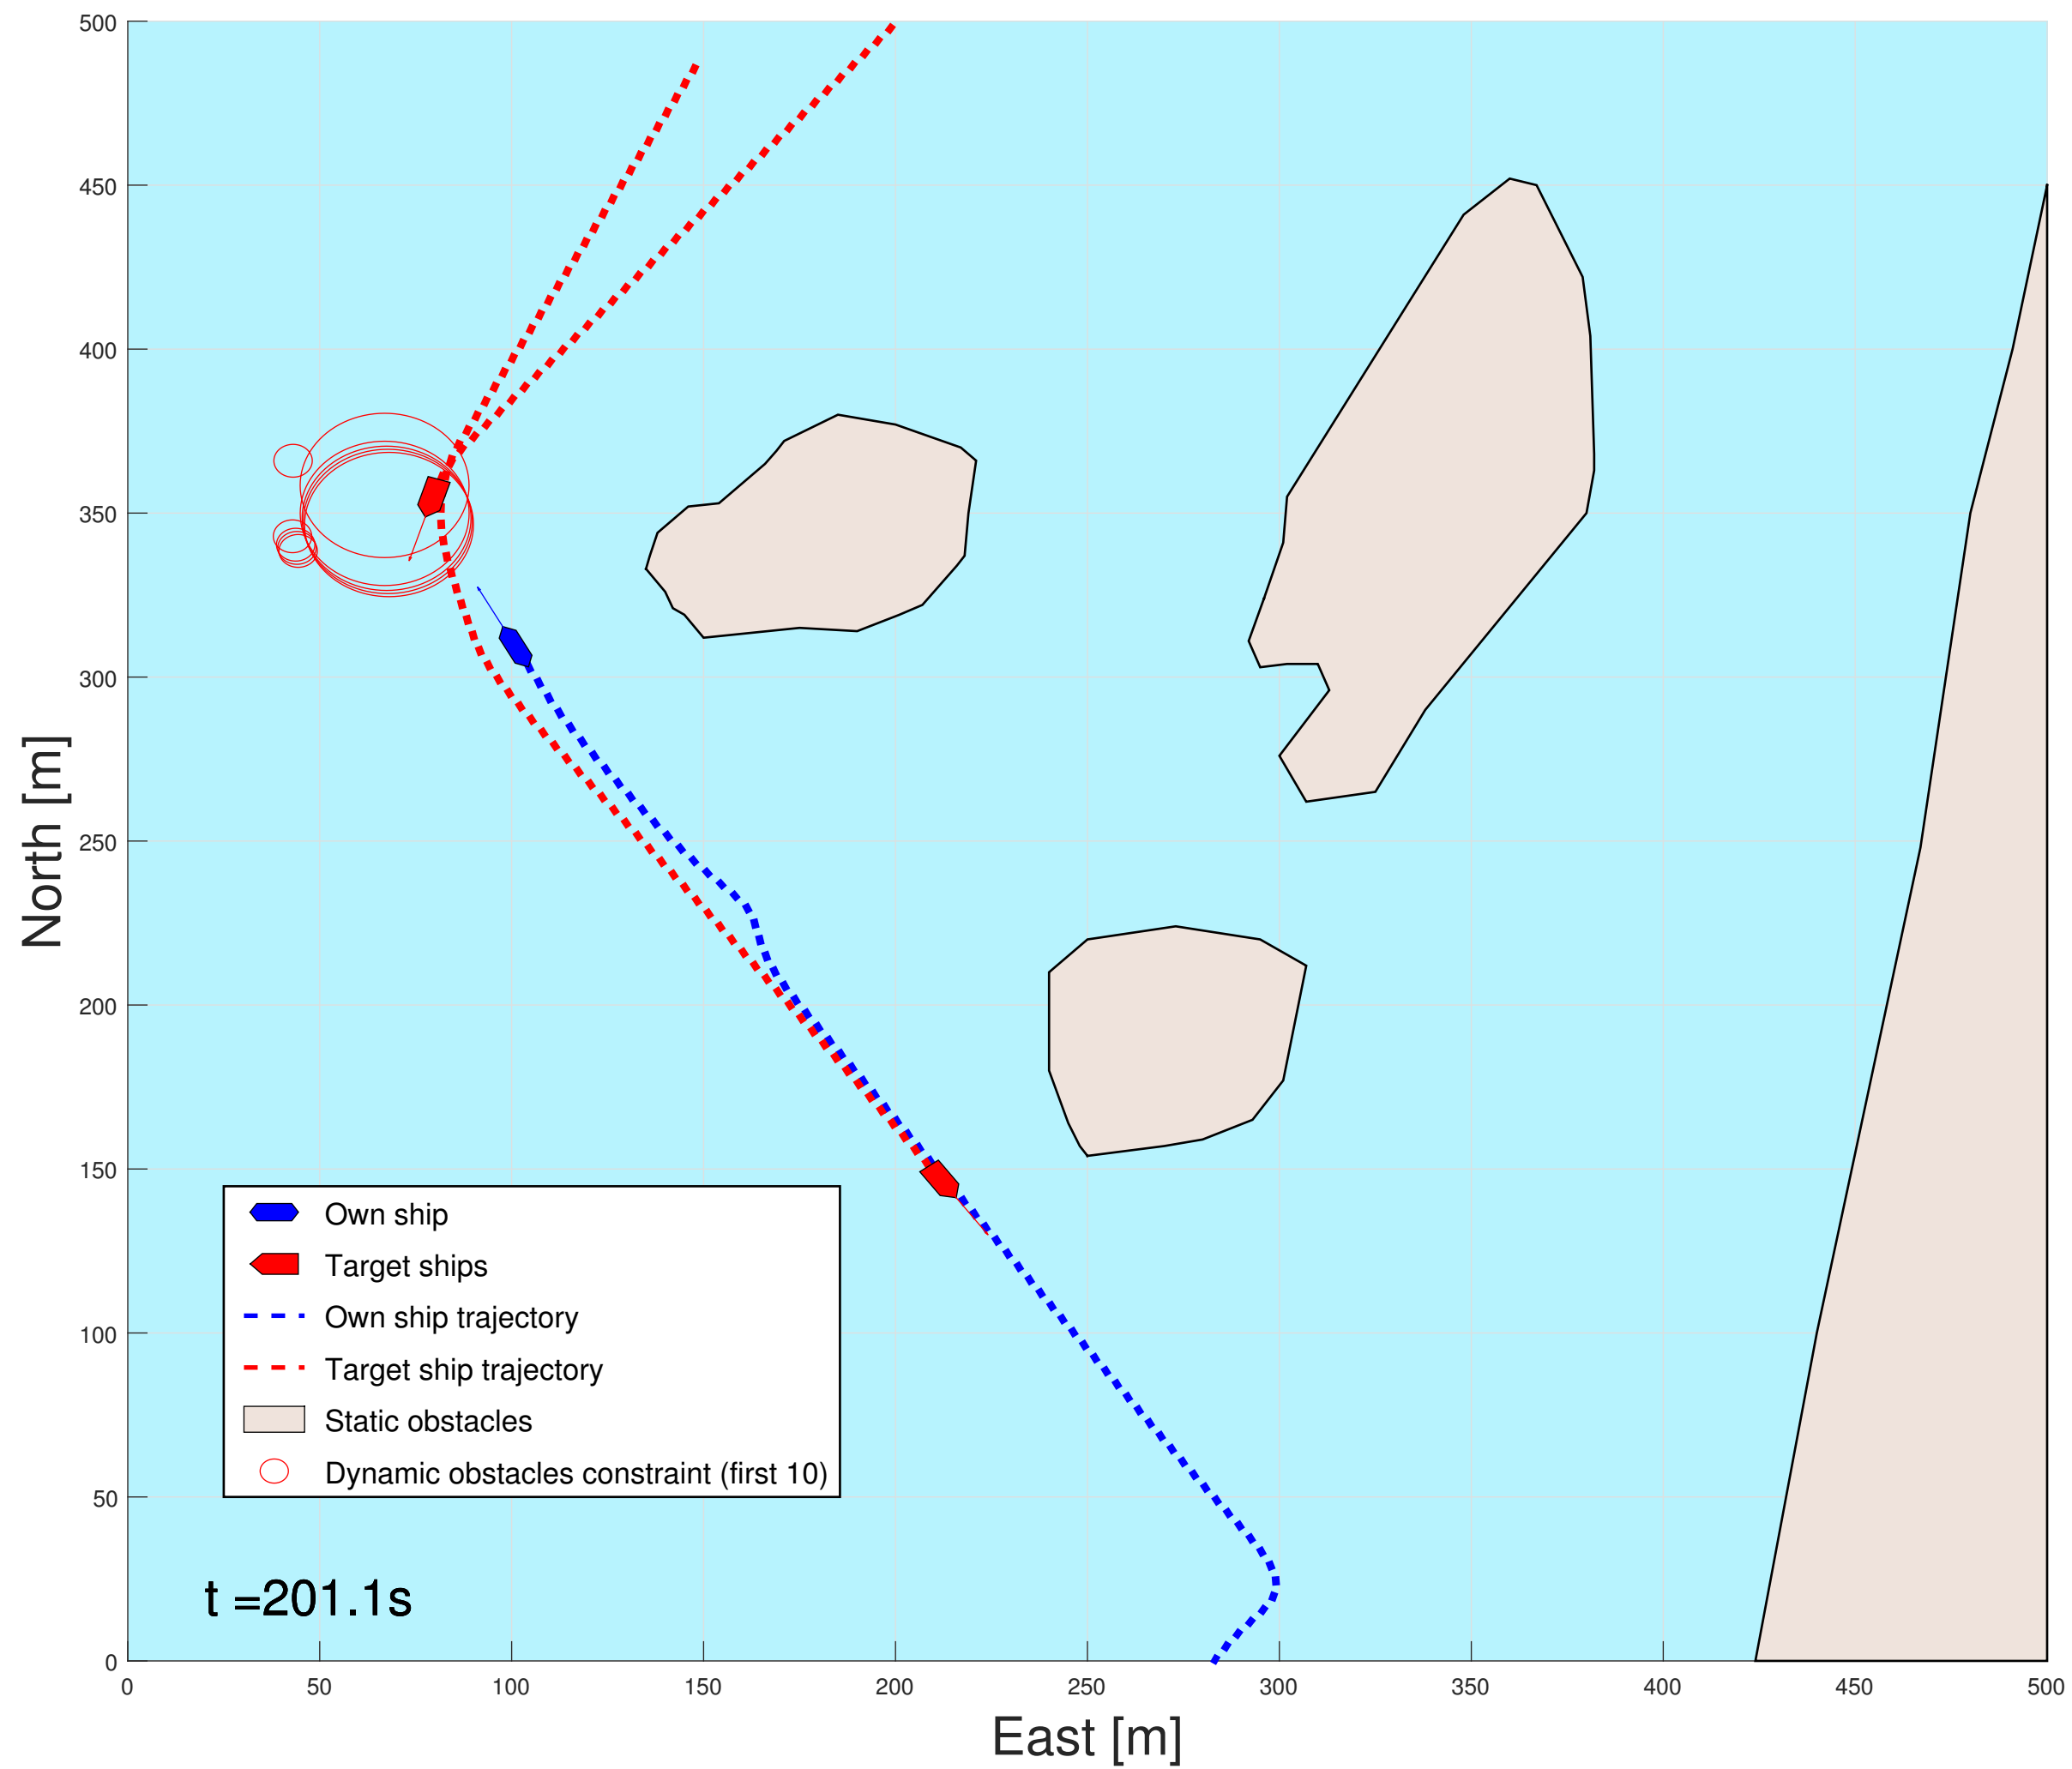 500
450
400
350
300
250
200
150
100
50
0
North [m]
Own ship
Target ships
Own ship trajectory
Target ship trajectory
Static obstacles
Dynamic obstacles constraint (first 10)
t =201.1s
0 50 100 150 200 250 300 350 400 450 500
East [m]